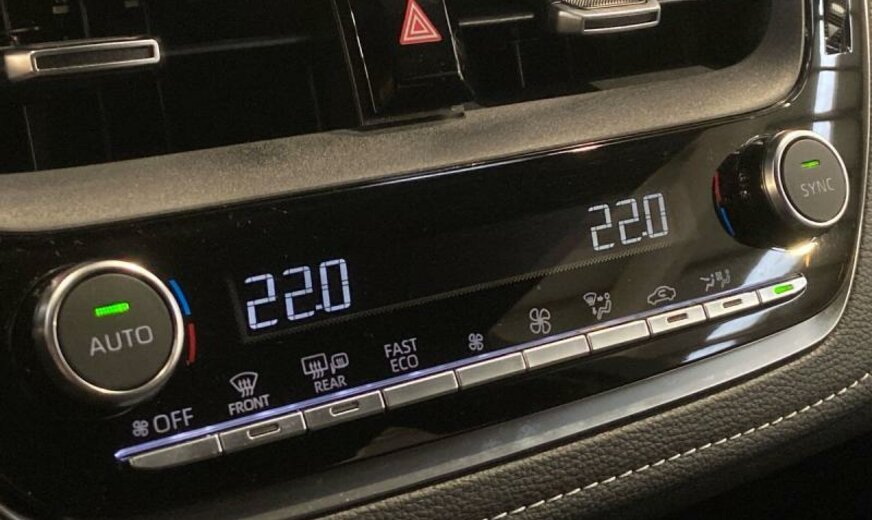 SYNC
22.0
22.0
AUTO
FAST
ECO
REAR
FRONT
OFF